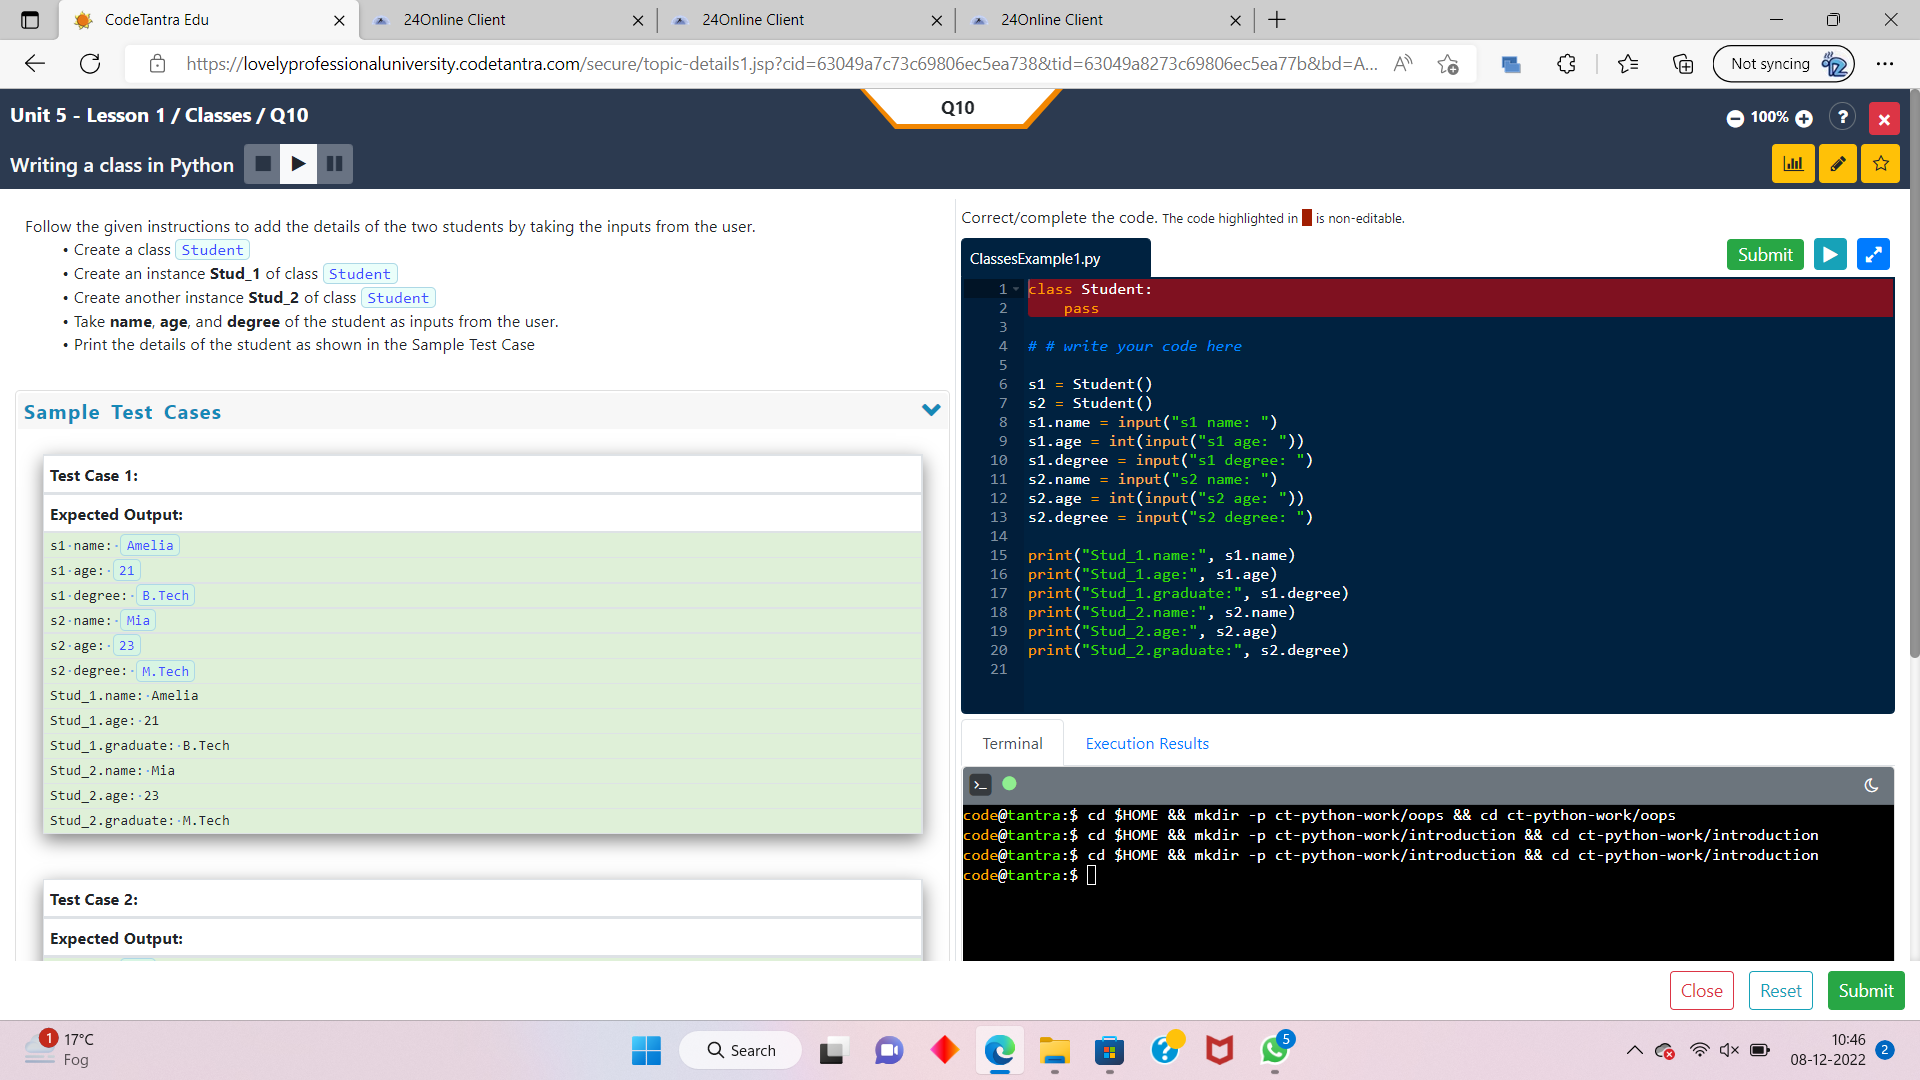 CodeTantra Edu
24Online Client
24Online Client
24Online Client
https://lovelyprofessionaluniversity.codetantra.com/secure/topic-details1.jsp?cid=63049a7c73c69806ec5ea738&tid=63049a8273c69806ec5ea77b&bd=A...
Not syncing
Unit 5 - Lesson 1 / Classes / Q10
Q10
100%
?
Writing a class in Python
Follow the given instructions to add the details of the two students by taking the inputs from the user.
• Create a class Student
• Create an instance Stud_1 of class Student
• Create another instance Stud_2 of class Student
• Take name, age, and degree of the student as inputs from the user.
• Print the details of the student as shown in the Sample Test Case
Sample Test Cases
Test Case 1:
Expected Output:
s1·name:· Amelia
s1·age:· 21
s1·degree:· B.Tech
s2·name:· Mia
s2·age:· 23
s2·degree:· M.Tech
Stud_1.name:·Amelia
Stud_1.age:·21
Stud_1.graduate:·B.Tech
Stud_2.name:·Mia
Stud_2.age:·23
Stud_2.graduate:·M.Tech
Test Case 2:
Expected Output:
Correct/complete the code. The code highlighted in is non-editable.
ClassesExample1.py
Submit
1 class Student:
2     pass
3
4 # # write your code here
5
6 s1 = Student()
7 s2 = Student()
8 s1.name = input("s1 name: ")
9 s1.age = int(input("s1 age: "))
10 s1.degree = input("s1 degree: ")
11 s2.name = input("s2 name: ")
12 s2.age = int(input("s2 age: "))
13 s2.degree = input("s2 degree: ")
14
15 print("Stud_1.name:", s1.name)
16 print("Stud_1.age:", s1.age)
17 print("Stud_1.graduate:", s1.degree)
18 print("Stud_2.name:", s2.name)
19 print("Stud_2.age:", s2.age)
20 print("Stud_2.graduate:", s2.degree)
21
Terminal
Execution Results
code@tantra:$ cd $HOME && mkdir -p ct-python-work/oops && cd ct-python-work/oops
code@tantra:$ cd $HOME && mkdir -p ct-python-work/introduction && cd ct-python-work/introduction
code@tantra:$ cd $HOME && mkdir -p ct-python-work/introduction && cd ct-python-work/introduction
code@tantra:$
Close
Reset
Submit
1
17°C
Fog
Search
5
10:46
08-12-2022
2